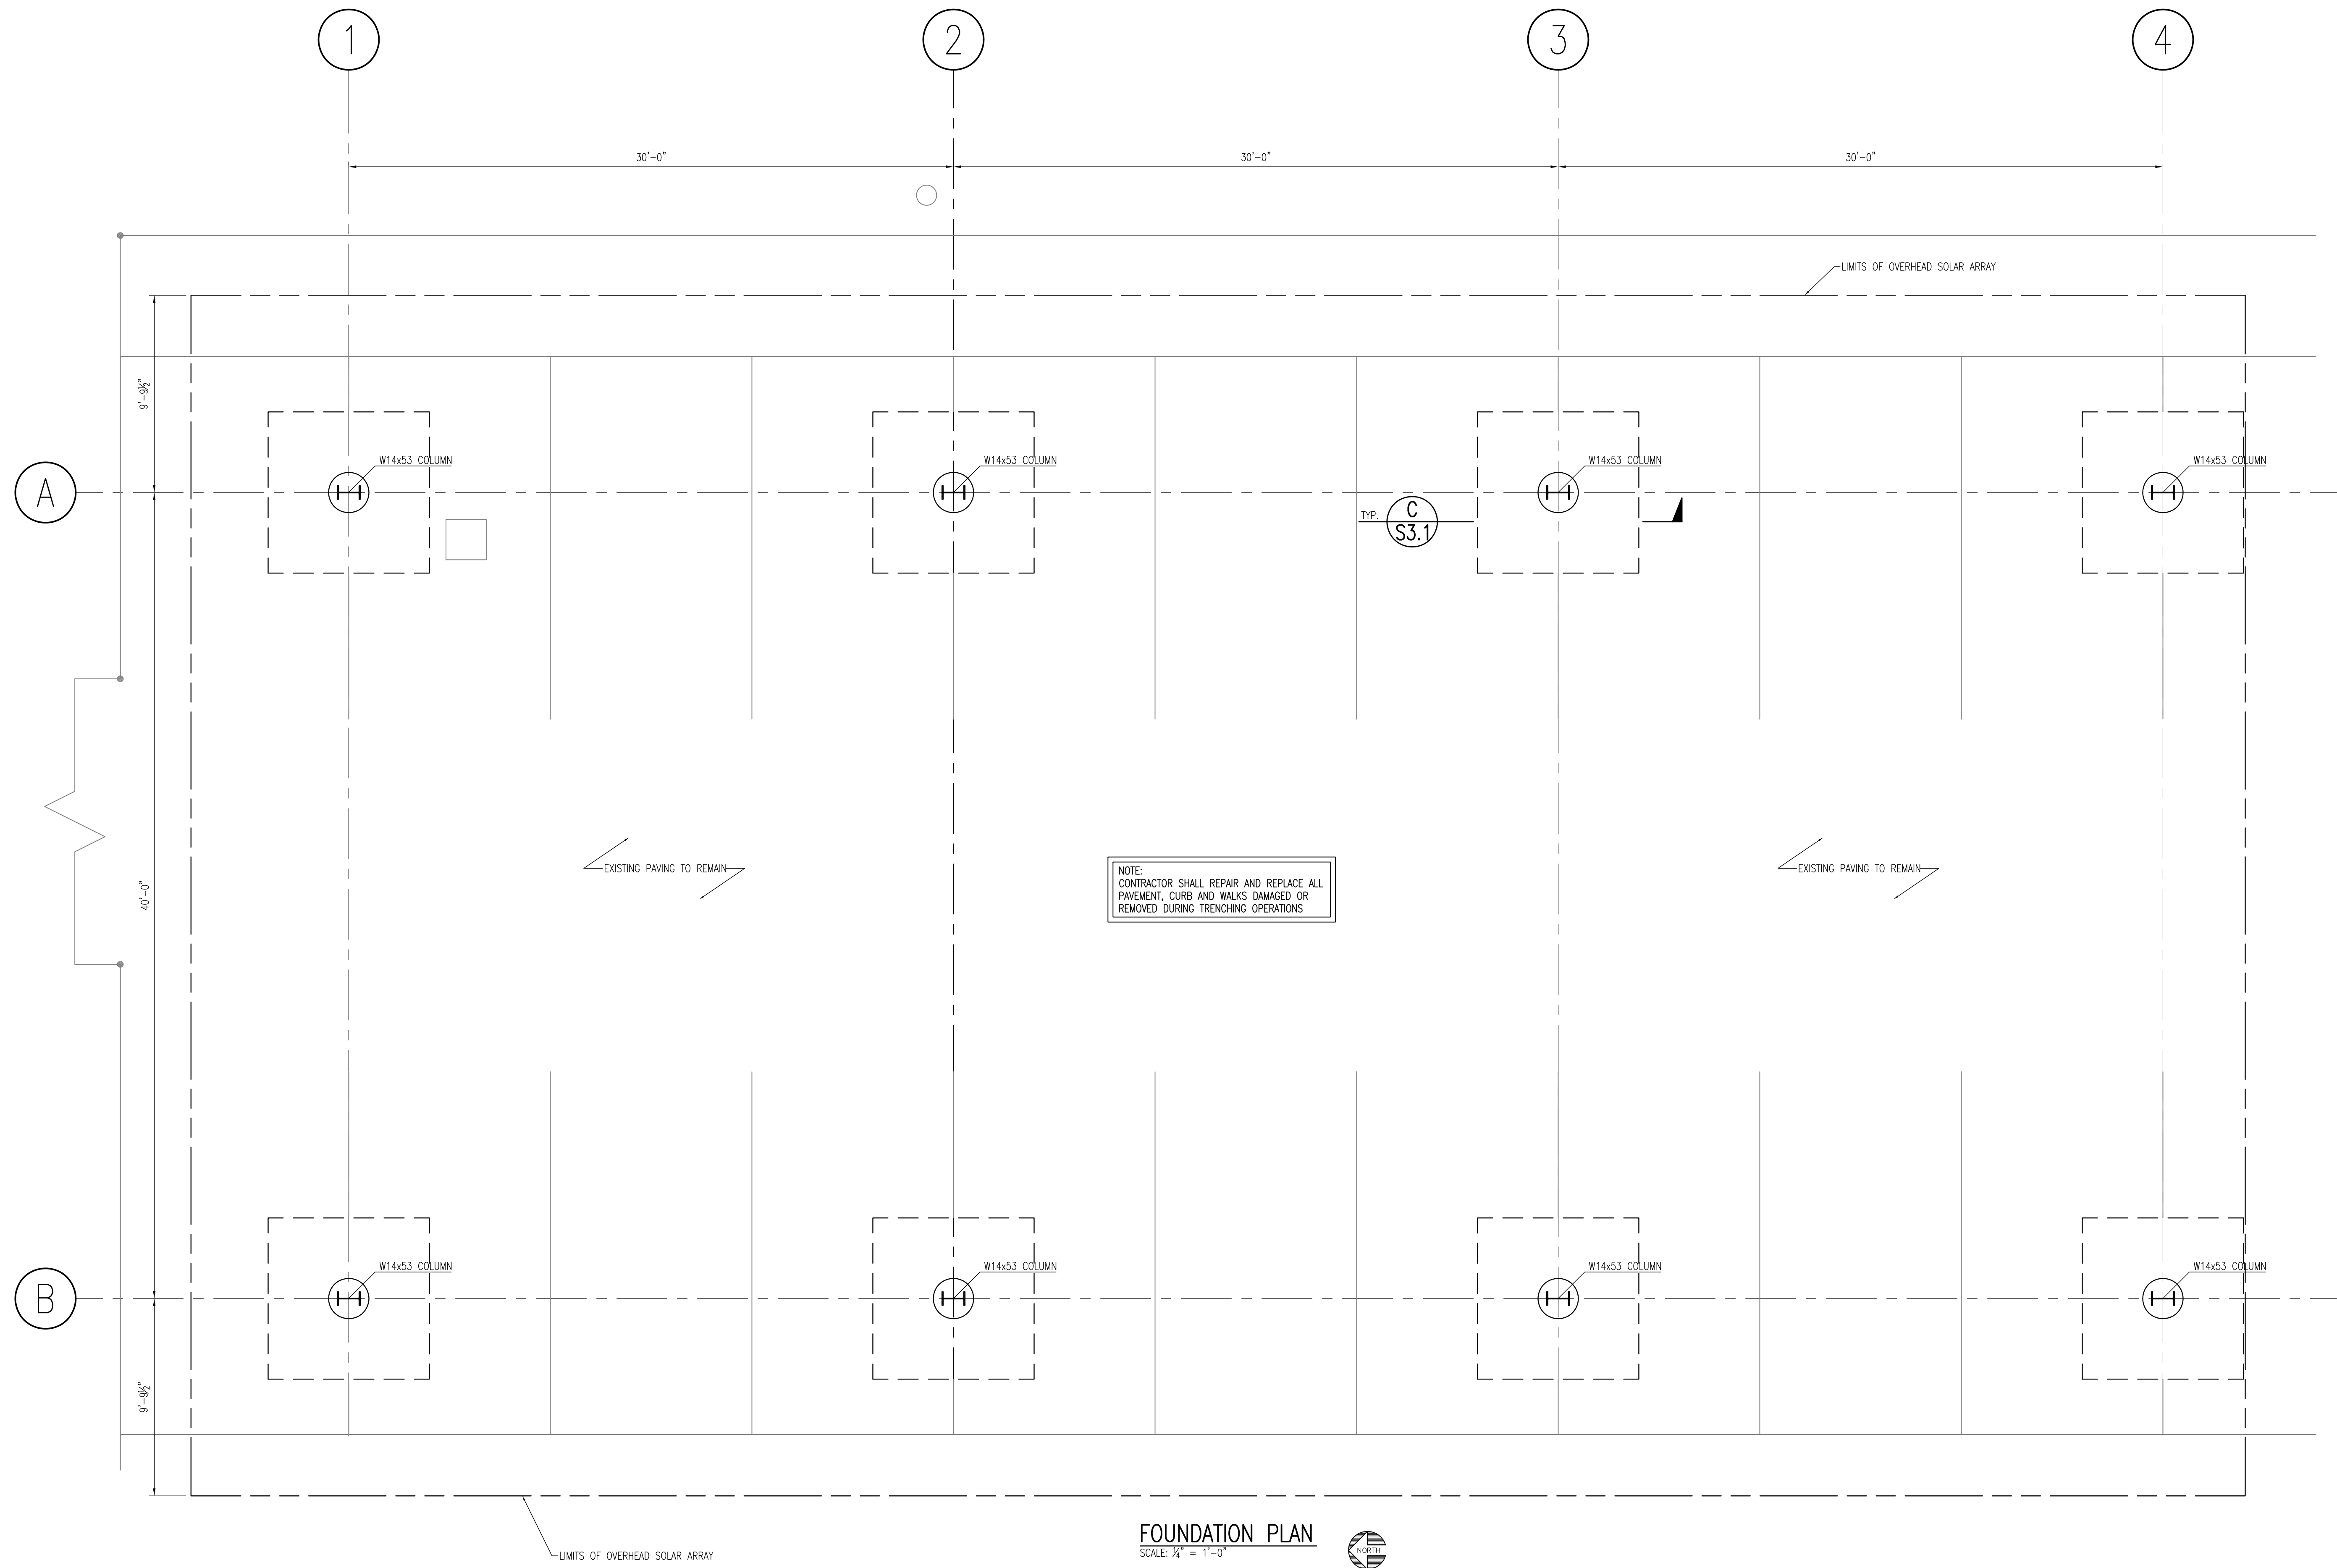 1
2
3
4
30'-0"
30'-0"
30'-0"
LIMITS OF OVERHEAD SOLAR ARRAY
9'-9½"
A
W14x53 COLUMN
W14x53 COLUMN
W14x53 COLUMN
W14x53 COLUMN
TYP.
C
S3.1
40'-0"
EXISTING PAVING TO REMAIN
NOTE:
CONTRACTOR SHALL REPAIR AND REPLACE ALL
PAVEMENT, CURB AND WALKS DAMAGED OR
REMOVED DURING TRENCHING OPERATIONS
EXISTING PAVING TO REMAIN
B
W14x53 COLUMN
W14x53 COLUMN
W14x53 COLUMN
W14x53 COLUMN
9'-9½"
LIMITS OF OVERHEAD SOLAR ARRAY
FOUNDATION PLAN
SCALE: ¼" = 1'-0"
NORTH